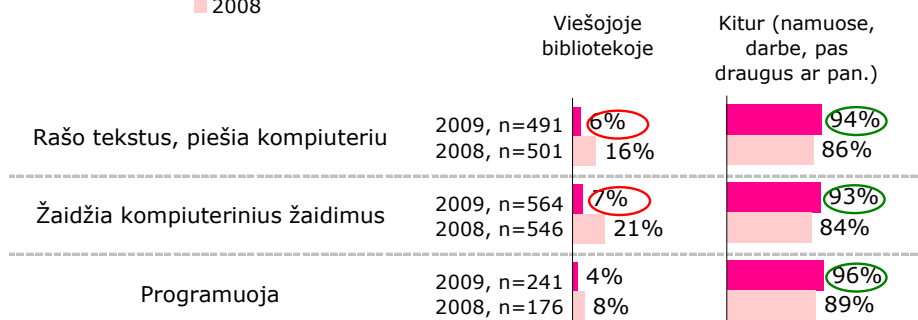 2008
Viešojoje
bibliotekoje
Kitur (namuose,
darbe, pas
draugus ar pan.)
Rašo tekstus, piešia kompiuteriu
2009, n=491 6% 94%
2008, n=501 16% 86%
Žaidžia kompiuterinius žaidimus
2009, n=564 7% 93%
2008, n=546 21% 84%
Programuoja
2009, n=241 4% 96%
2008, n=176 8% 89%